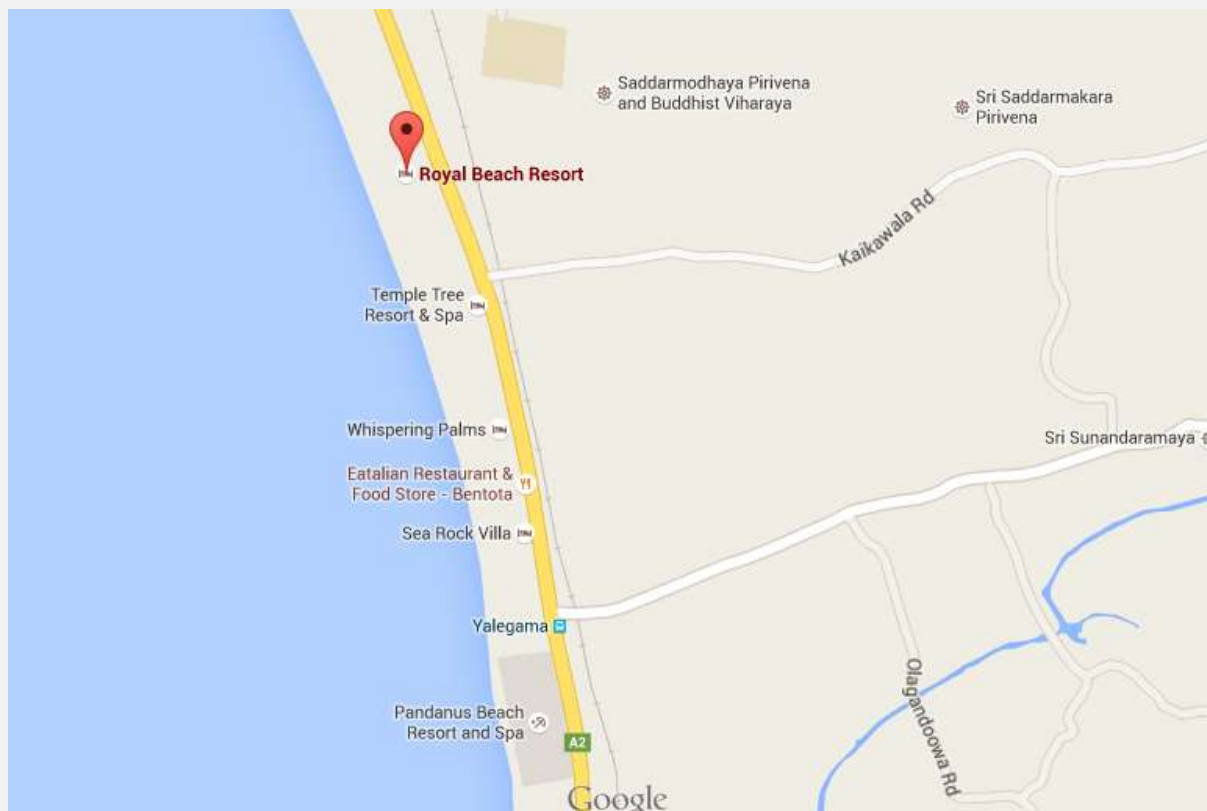 Saddarmodhaya Pirivena
and Buddhist Viharaya
Sri Saddarmakara
Pirivena
Royal Beach Resort
Kaikawala Rd
Temple Tree
Resort & Spa
Whispering Palms
Sri Sunandaramaya
Eatalian Restaurant &
Food Store - Bentota
Sea Rock Villa
Yalegama
Olagandoowa Rd
Pandanus Beach
Resort and Spa
A2
Google